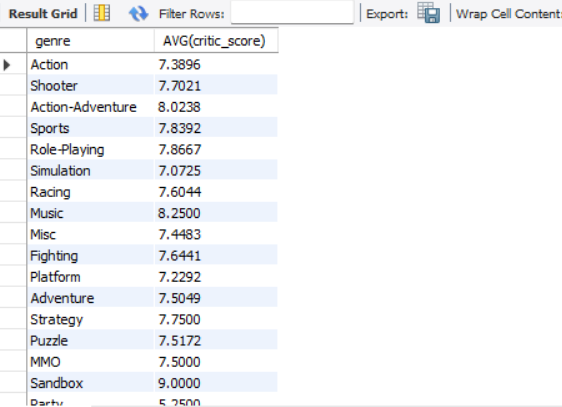 Result Grid Filter Rows: Export: Wrap Cell Content:
genre AVG(critic_score)
Action 7.3896
Shooter 7.7021
Action-Adventure 8.0238
Sports 7.8392
Role-Playing 7.8667
Simulation 7.0725
Racing 7.6044
Music 8.2500
Misc 7.4483
Fighting 7.6441
Platform 7.2292
Adventure 7.5049
Strategy 7.7500
Puzzle 7.5172
MMO 7.5000
Sandbox 9.0000
Party 5.2500